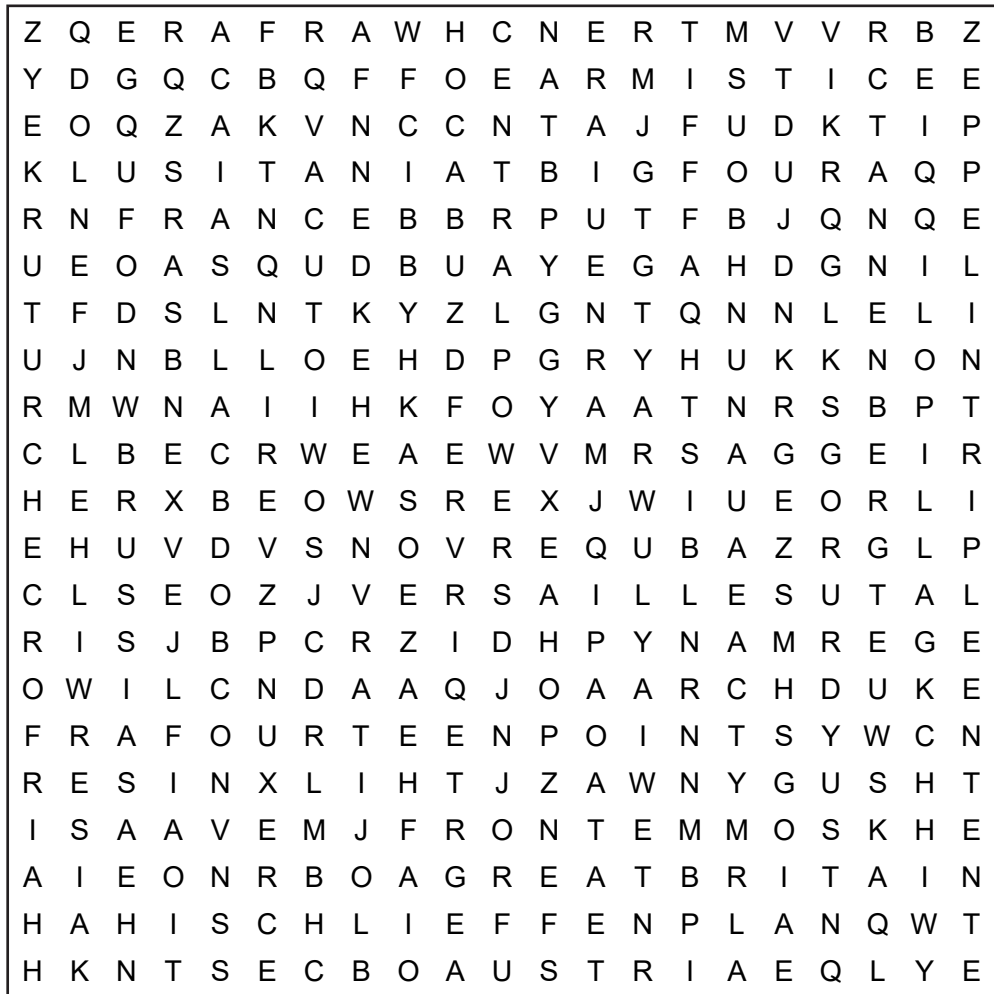 Z Q E R A F R A W H C N E R T M V V R B Z
Y D G Q C B Q F F O E A R M I S T I C E E
E O Q Z A K V N C C N T A J F U D K T I P
K L U S I T A N I A T B I G F O U R A Q P
R N F R A N C E B B R P U T F B J Q N Q E
U E O A S Q U D B U A Y E G A H D G N I L
T F D S L N T K Y Z L G N T Q N N L E L I
U J N B L L O E H D P G R Y H U K K N O N
R M W N A I I H K F O Y A A T N R S B P T
C L B E C R W E A E W V M R S A G G E I R
H E R X B E O W S R E X J W I U E O R L I
E H U V D V S N O V R E Q U B A Z R G L P
C L S E O Z J V E R S A I L L E S U T A L
R I S J B P C R Z I D H P Y N A M R E G E
O W I L C N D A A Q J O A A R C H D U K E
F R A F O U R T E E N P O I N T S Y W C N
R E S I N X L I H T J Z A W N Y G U S H T
I S A A V E M J F R O N T E M M O S K H E
A I E O N R B O A G R E A T B R I T A I N
H A H I S C H L I E F F E N P L A N Q W T
H K N T S E C B O A U S T R I A E Q L Y E